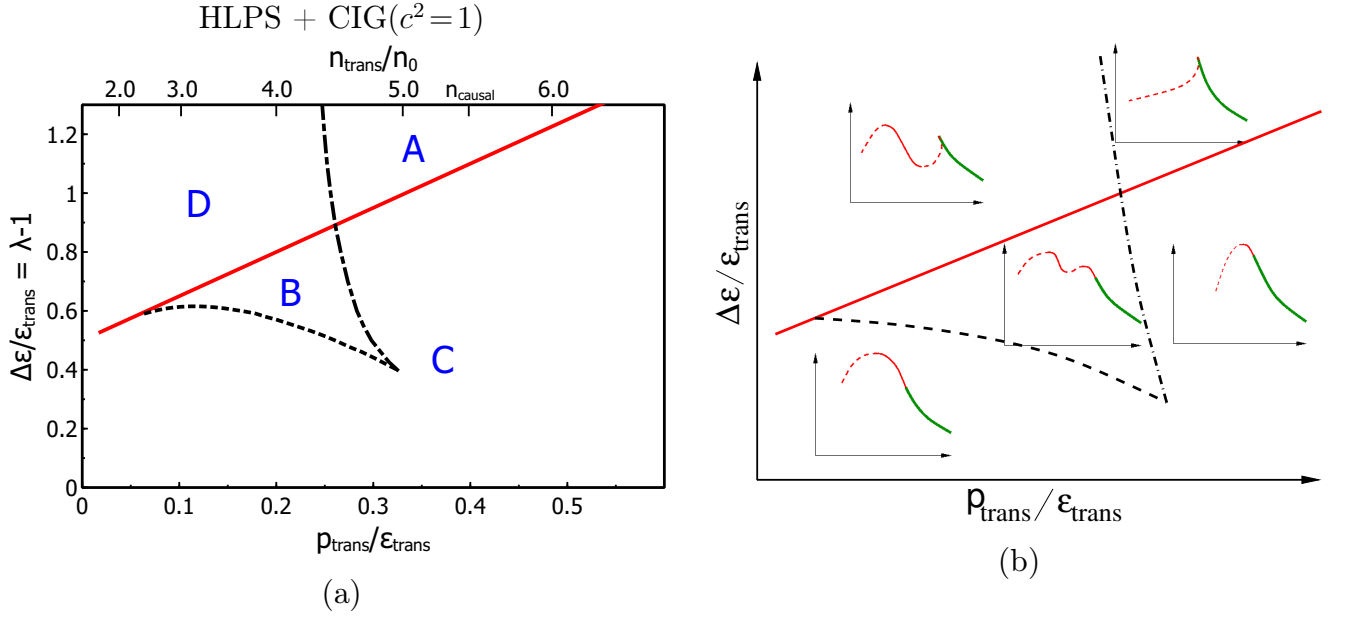 HLPS + CIG(c²=1)
n_trans/n_0
2.0 3.0 4.0 5.0 n_causal 6.0
1.2
1
0.8
0.6
0.4
0.2
0
Δε/ε_trans = λ-1
A
D
B
C
0 0.1 0.2 0.3 0.4 0.5
p_trans/ε_trans
(a)
Δε/ε_trans
p_trans/ε_trans
(b)